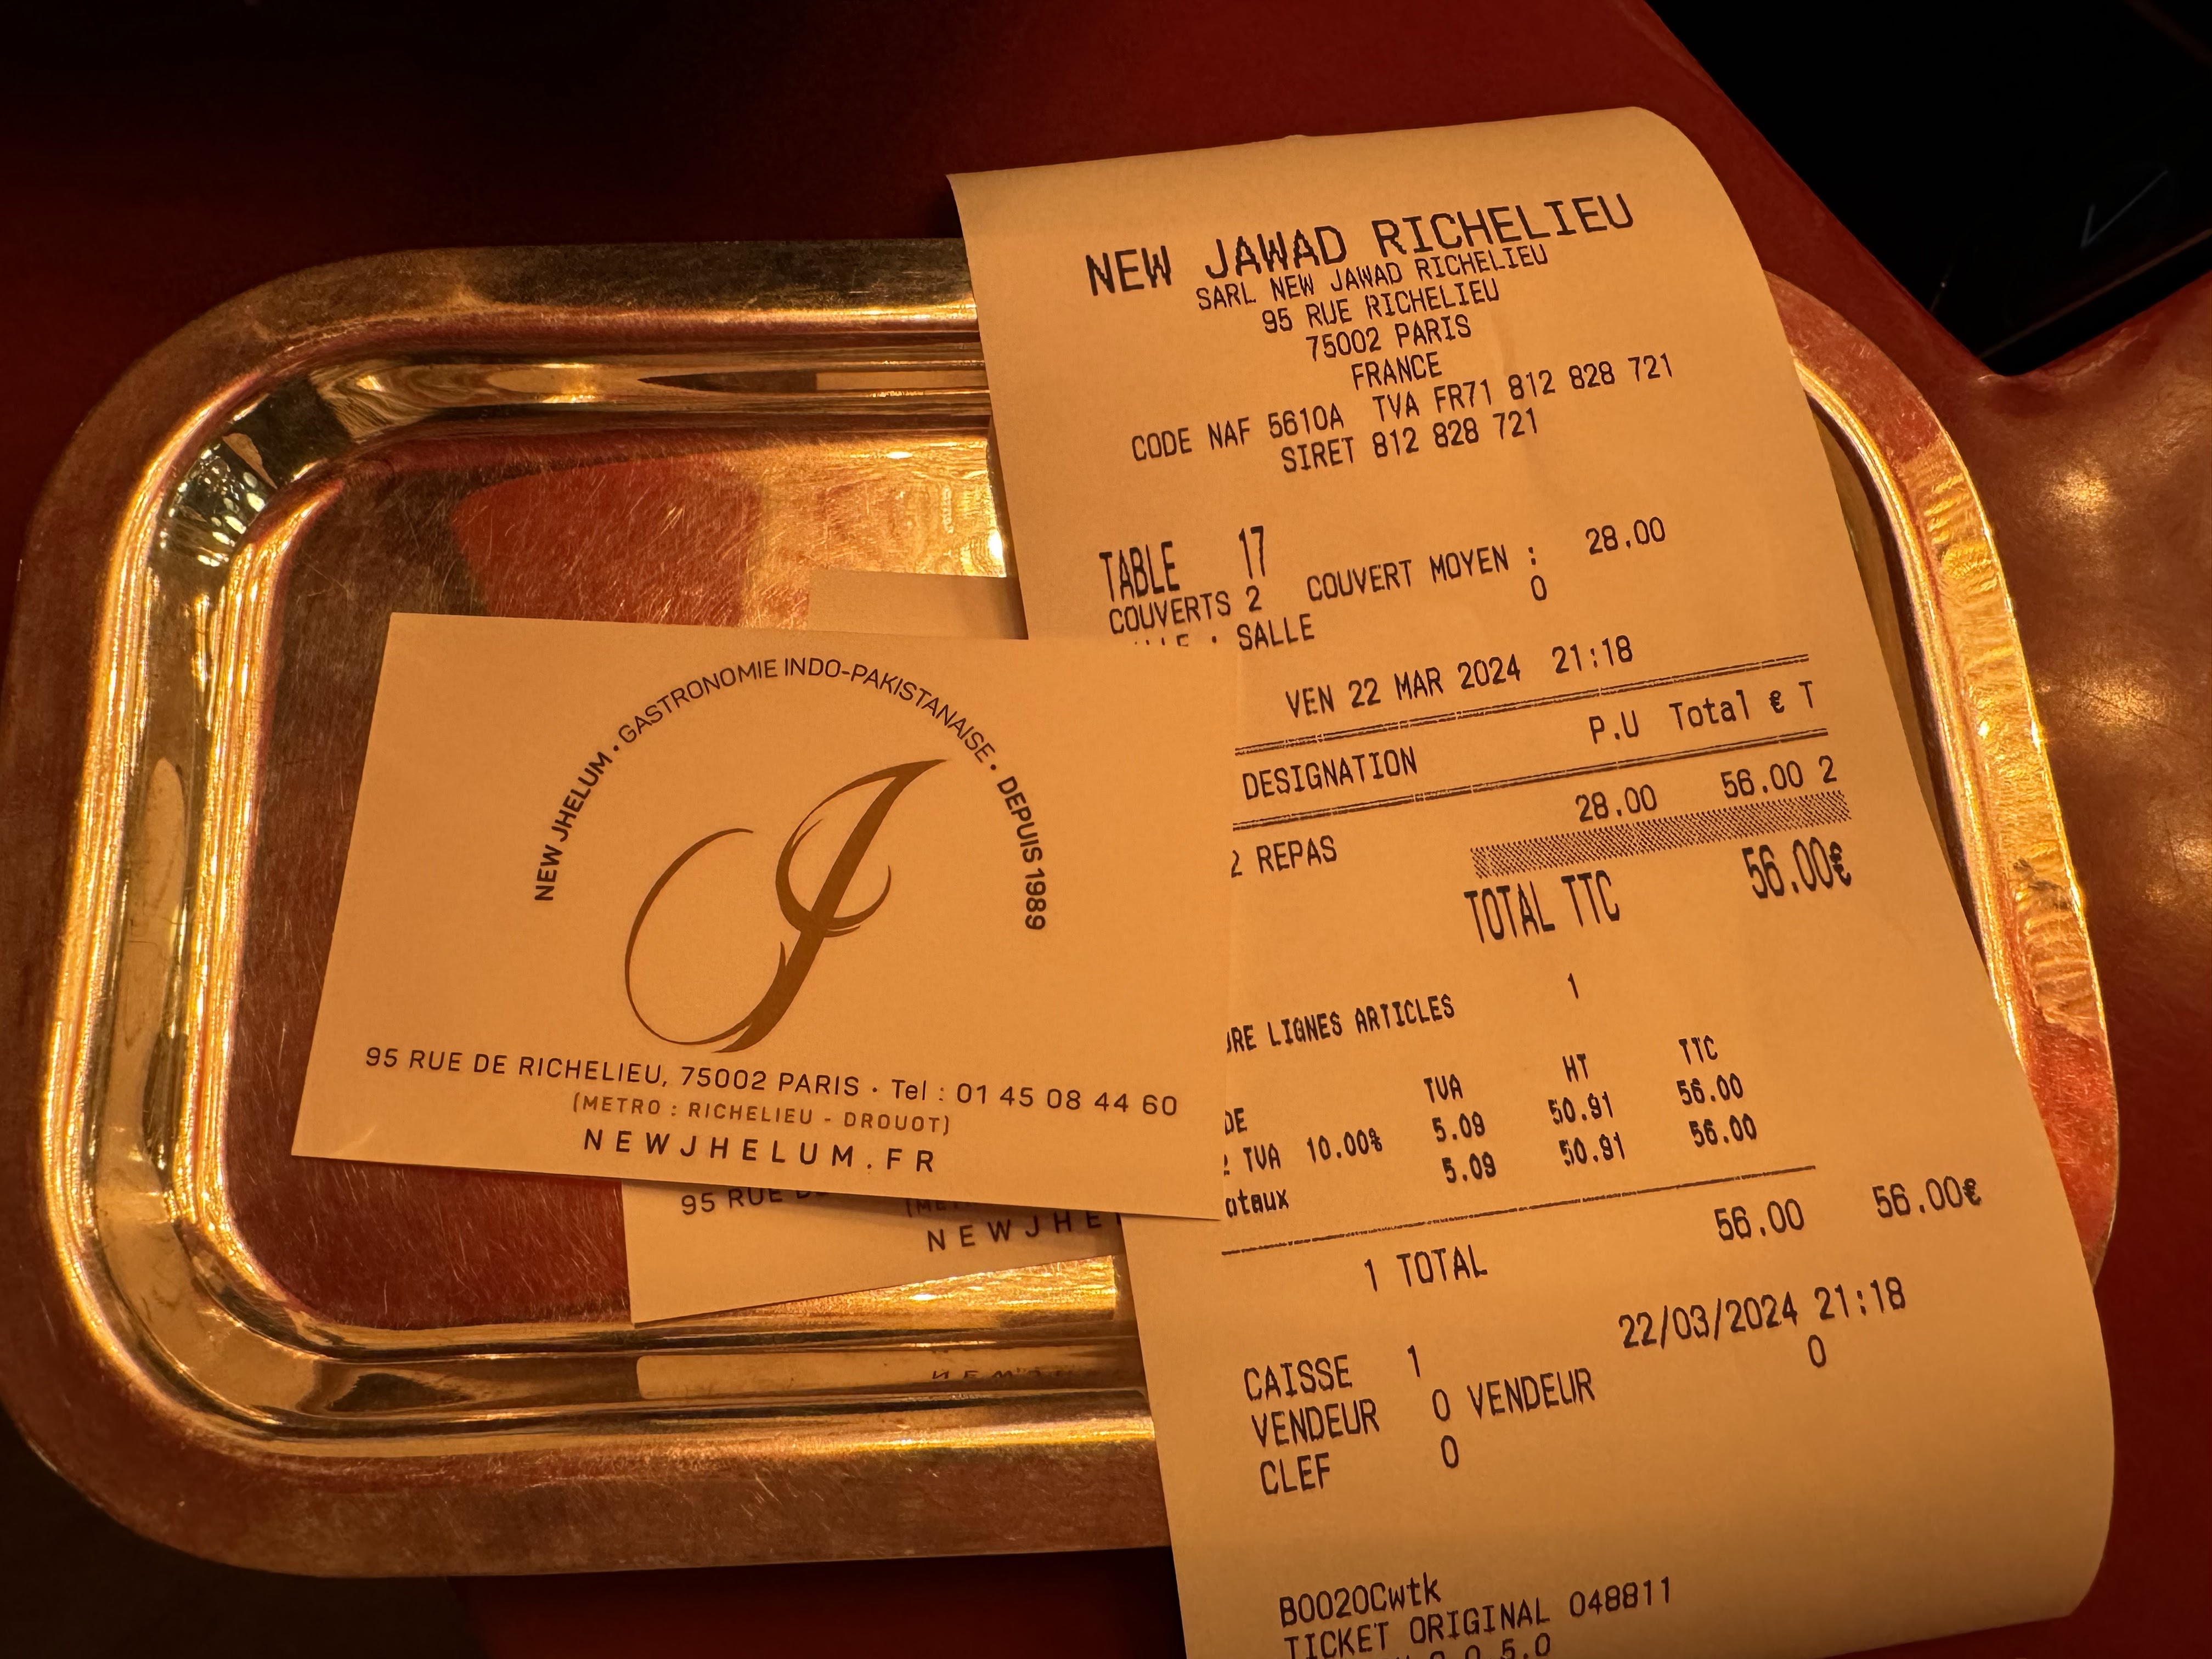 NEW JAWAD RICHELIEU
SARL NEW JAWAD RICHELIEU
95 RUE RICHELIEU
75002 PARIS
FRANCE
CODE NAF 5610A TVA FR71 812 828 721
SIRET 812 828 721
TABLE 17
COUVERTS 2 COUVERT MOYEN : 28.00
: SALLE 0
VEN 22 MAR 2024 21:18
DESIGNATION P.U Total € T
2 REPAS 28.00 56.00 2
TOTAL TTC 56.00€
LIGNES ARTICLES 1
TVA HT TTC
TVA 10.00% 5.09 50.91 56.00
5.09 50.91 56.00
1 TOTAL 56.00 56.00€
22/03/2024 21:18
CAISSE 1
VENDEUR 0 VENDEUR 0
CLEF 0
B0020Cwtk
TICKET ORIGINAL 048811
NEW JHELUM • GASTRONOMIE INDO-PAKISTANAISE • DEPUIS 1989
J
95 RUE DE RICHELIEU, 75002 PARIS • Tel : 01 45 08 44 60
(METRO : RICHELIEU - DROUOT)
NEWJHELUM.FR
95 RUE
NEWJHE